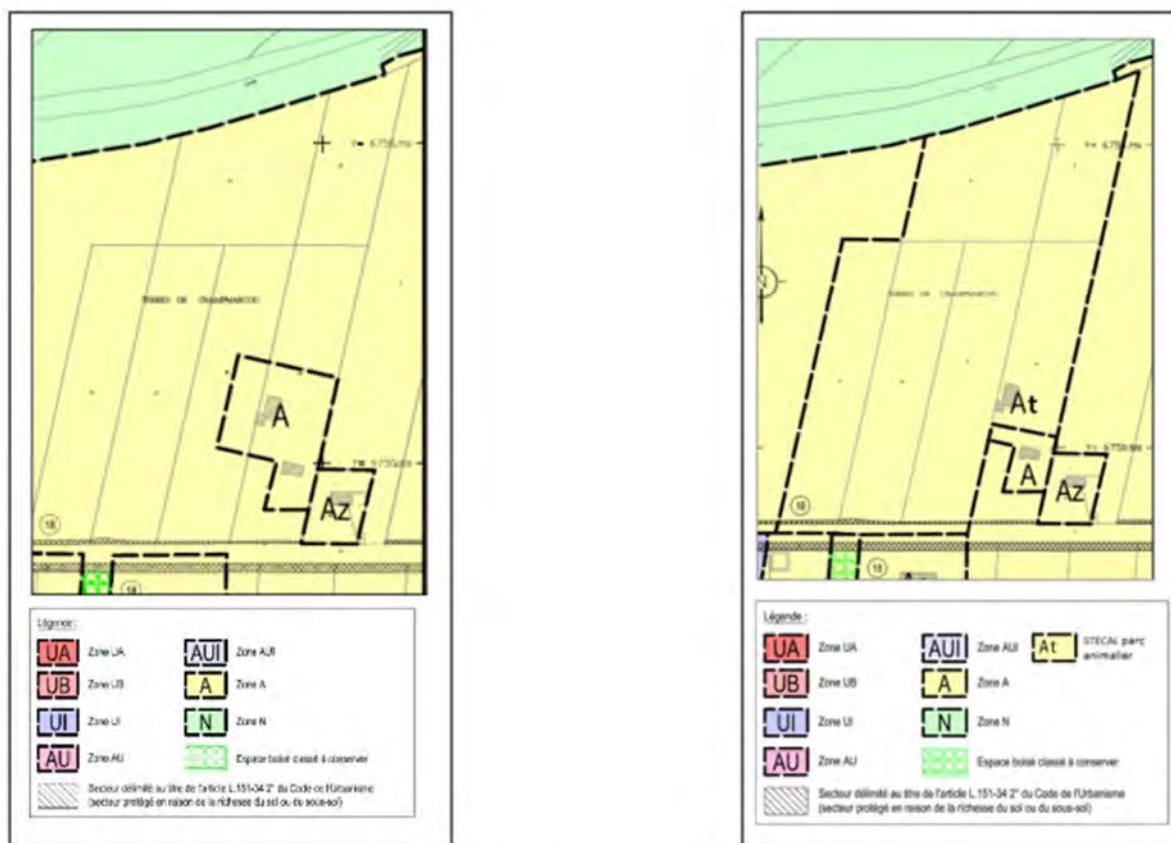 A
Az
18
18
Légende :
UA Zone UA
UB Zone UB
UI Zone UI
AU Zone AU
AUI Zone AUI
A Zone A
N Zone N
Espace boisé classé à conserver
Secteur délimité au titre de l'article L.151-34 2° du Code de l'Urbanisme
(secteur protégé en raison de la richesse du sol ou du sous-sol)
N
At
A
Az
18
18
Légende :
UA Zone UA
UB Zone UB
UI Zone UI
AU Zone AU
AUI Zone AUI
A Zone A
N Zone N
Espace boisé classé à conserver
At STECAL parc
animalier
Secteur délimité au titre de l'article L.151-34 2° du Code de l'Urbanisme
(secteur protégé en raison de la richesse du sol ou du sous-sol)